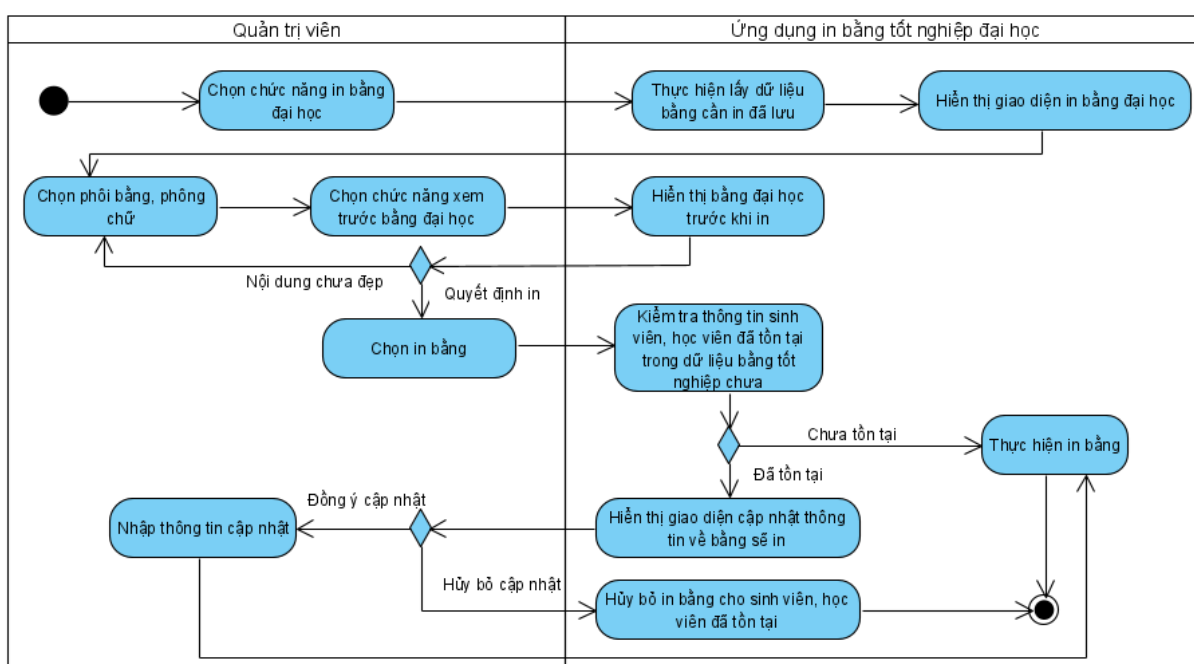 Quản trị viên
Ứng dụng in bằng tốt nghiệp đại học
Chọn chức năng in bằng
đại học
Thực hiện lấy dữ liệu
bằng cần in đã lưu
Hiển thị giao diện in bằng đại học
Chọn phôi bằng, phông
chữ
Chọn chức năng xem
trước bằng đại học
Hiển thị bằng đại học
trước khi in
Nội dung chưa đẹp
Quyết định in
Chọn in bằng
Kiểm tra thông tin sinh
viên, học viên đã tồn tại
trong dữ liệu bằng tốt
nghiệp chưa
Chưa tồn tại
Thực hiện in bằng
Đã tồn tại
Đồng ý cập nhật
Nhập thông tin cập nhật
Hiển thị giao diện cập nhật thông
tin về bằng sẽ in
Hủy bỏ cập nhật
Hủy bỏ in bằng cho sinh viên, học
viên đã tồn tại